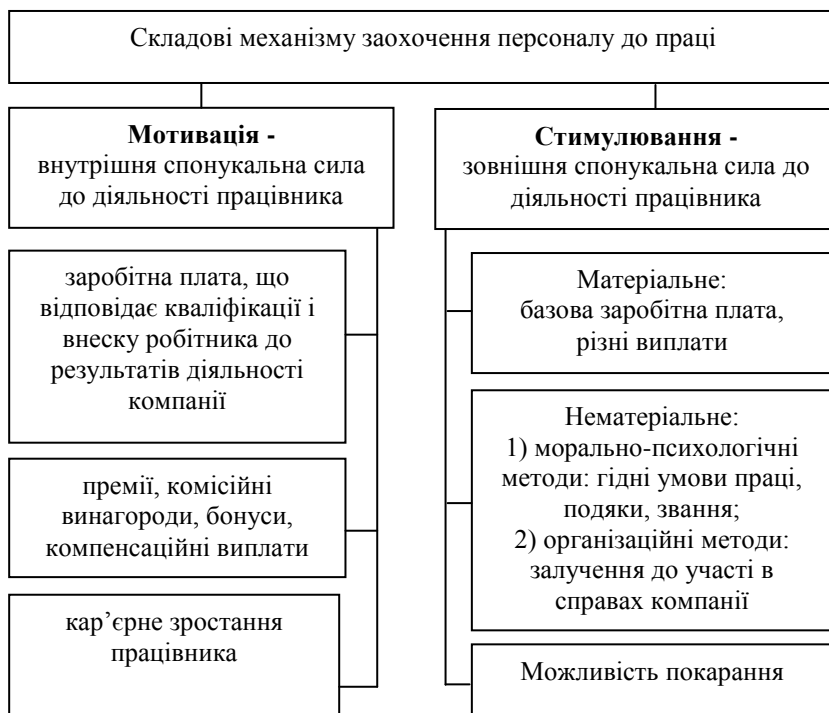 Складові механізму заохочення персоналу до праці
Мотивація -
внутрішня спонукальна сила
до діяльності працівника
заробітна плата, що
відповідає кваліфікації і
внеску робітника до
результатів діяльності
компанії
премії, комісійні
винагороди, бонуси,
компенсаційні виплати
кар’єрне зростання
працівника
Стимулювання -
зовнішня спонукальна сила до
діяльності працівника
Матеріальне:
базова заробітна плата,
різні виплати
Нематеріальне:
1) морально-психологічні
методи: гідні умови праці,
подяки, звання;
2) організаційні методи:
залучення до участі в
справах компанії
Можливість покарання